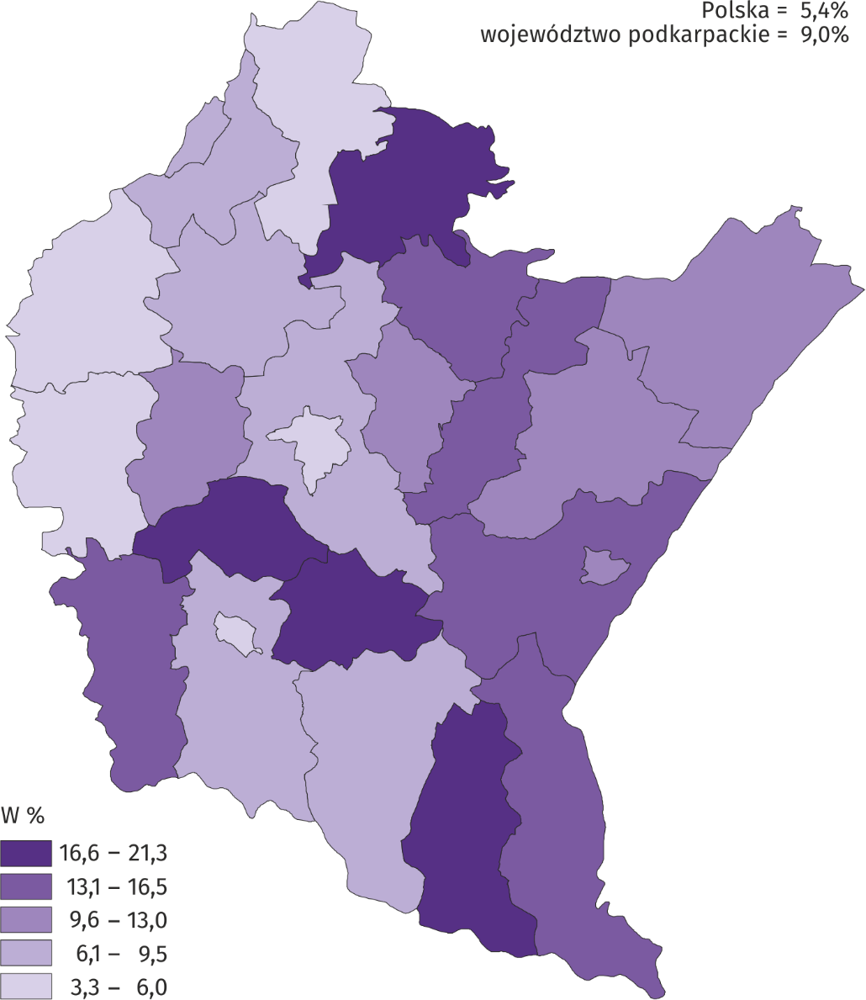 Polska = 5,4%
województwo podkarpackie = 9,0%
W %
16,6 – 21,3
13,1 – 16,5
9,6 – 13,0
6,1 – 9,5
3,3 – 6,0